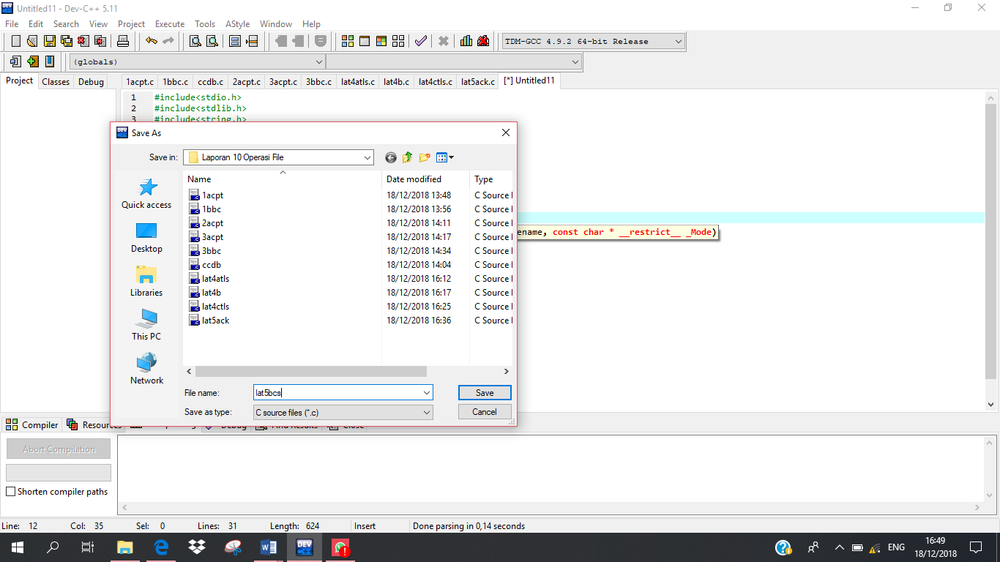 Untitled11 - Dev-C++ 5.11
File Edit Search View Project Execute Tools AStyle Window Help
TDM-GCC 4.9.2 64-bit Release
(globals)
Project Classes Debug 1acpt.c 1bbc.c ccdb.c 2acpt.c 3acpt.c 3bbc.c lat4atls.c lat4b.c lat4ctls.c lat5ack.c [*] Untitled11
1 #include<stdio.h>
2 #include<stdlib.h>
3 #include<string.h>
DEV Save As
Save in: Laporan 10 Operasi File
Name Date modified Type
Quick access
Desktop
Libraries
This PC
Network
1acpt 18/12/2018 13:48 C Source
1bbc 18/12/2018 13:56 C Source
2acpt 18/12/2018 14:11 C Source
3acpt 18/12/2018 14:17 C Source
3bbc 18/12/2018 14:34 C Source
ccdb 18/12/2018 14:04 C Source
lat4atls 18/12/2018 16:12 C Source
lat4b 18/12/2018 16:17 C Source
lat4ctls 18/12/2018 16:25 C Source
lat5ack 18/12/2018 16:36 C Source
ename, const char * __restrict__ _Mode)
File name: lat5bcs Save
Save as type: C source files (*.c) Cancel
Compiler Resources Debug Find Results Close
Abort Compilation
Shorten compiler paths
Line: 12 Col: 35 Sel: 0 Lines: 31 Length: 624 Insert Done parsing in 0,14 seconds
DEV ENG 16:49
18/12/2018